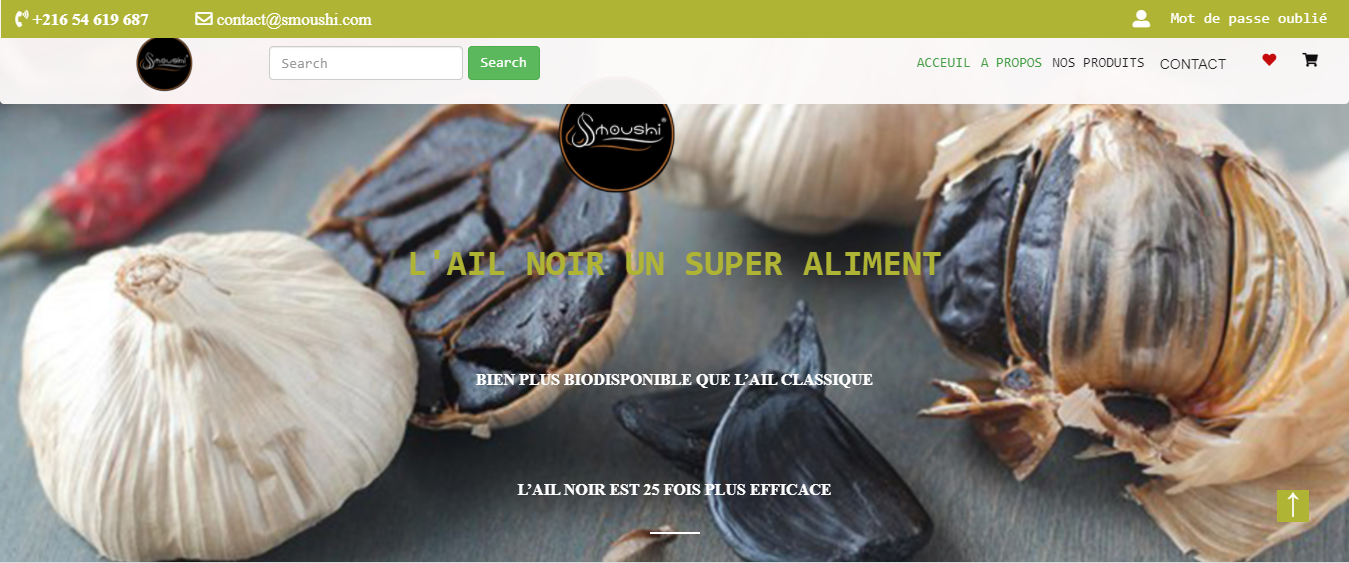 +216 54 619 687 contact@smoushi.com Mot de passe oublié
Smoushi Search Search ACCEUIL A PROPOS NOS PRODUITS CONTACT
Smoushi®
L'AIL NOIR UN SUPER ALIMENT
BIEN PLUS BIODISPONIBLE QUE L’AIL CLASSIQUE
L’AIL NOIR EST 25 FOIS PLUS EFFICACE